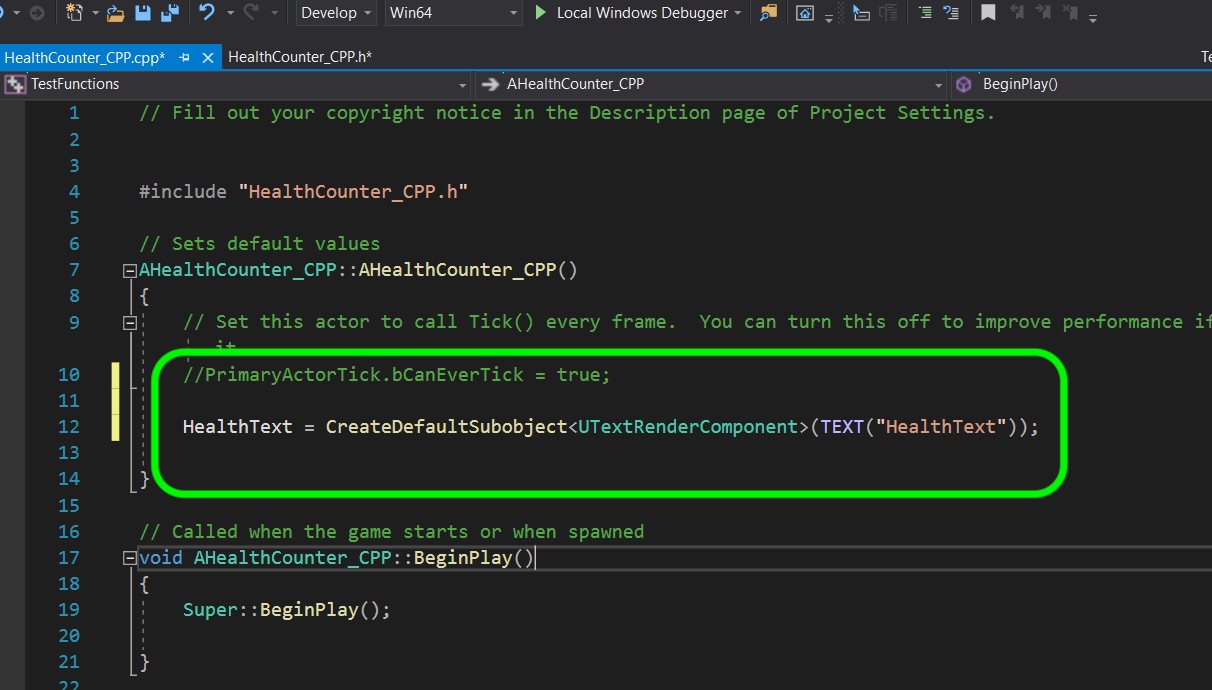 Develop Win64 Local Windows Debugger
HealthCounter_CPP.cpp* HealthCounter_CPP.h*
TestFunctions AHealthCounter_CPP BeginPlay()
1 // Fill out your copyright notice in the Description page of Project Settings.
2
3
4 #include "HealthCounter_CPP.h"
5
6 // Sets default values
7 AHealthCounter_CPP::AHealthCounter_CPP()
8 {
9 // Set this actor to call Tick() every frame.  You can turn this off to improve performance if
it
10 //PrimaryActorTick.bCanEverTick = true;
11
12 HealthText = CreateDefaultSubobject<UTextRenderComponent>(TEXT("HealthText"));
13
14 }
15
16 // Called when the game starts or when spawned
17 void AHealthCounter_CPP::BeginPlay()
18 {
19 Super::BeginPlay();
20
21 }
22